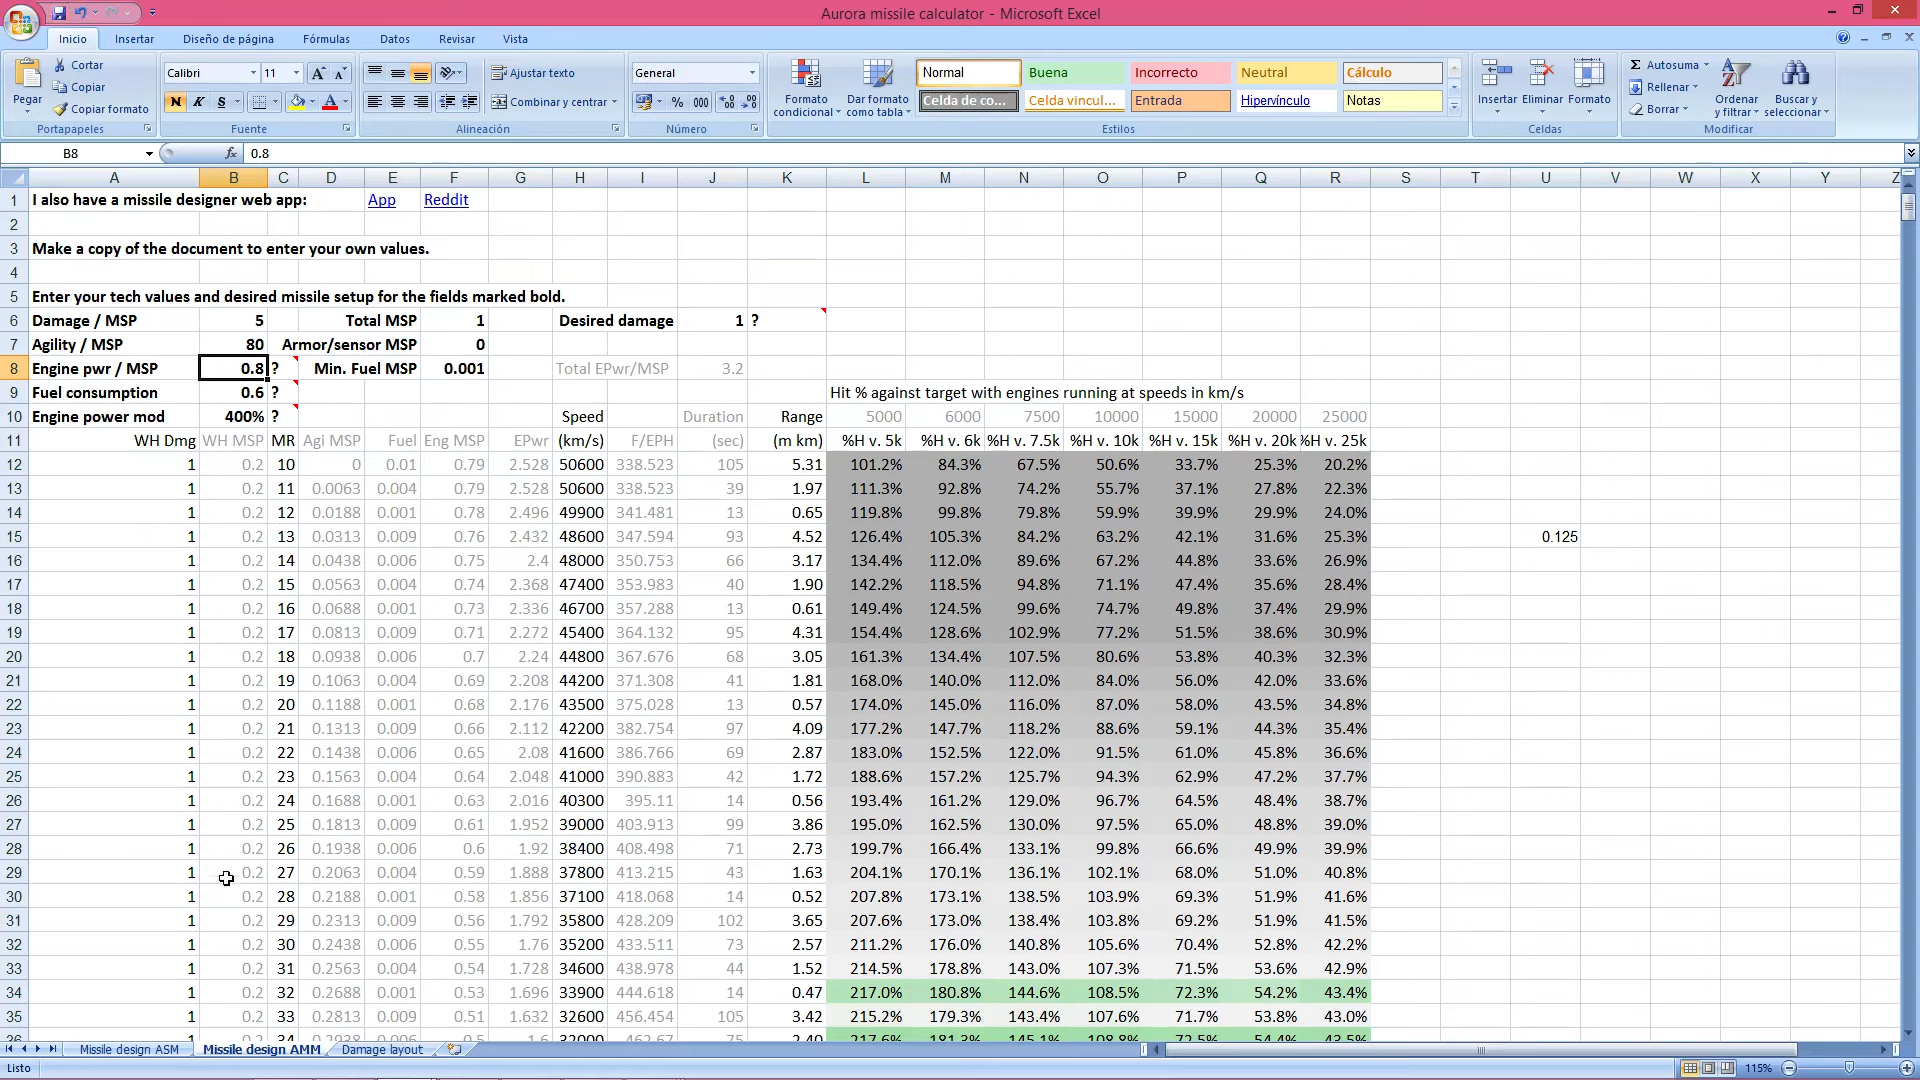 Aurora missile calculator - Microsoft Excel
Inicio Insertar Diseño de página Fórmulas Datos Revisar Vista
Pegar Cortar Copiar Copiar formato Portapapeles
Calibri 11 N K S Fuente
Ajustar texto Combinar y centrar Alineación
General % 000 Número
Formato condicional Dar formato como tabla
Normal Buena Incorrecto Neutral Cálculo
Celda de co... Celda vincul... Entrada Hipervínculo Notas
Estilos
Insertar Eliminar Formato Celdas
Autosuma Rellenar Borrar Ordenar y filtrar Buscar y seleccionar Modificar
B8 fx 0.8
A B C D E F G H I J K L M N O P Q R S T U V W X Y Z
1 I also have a missile designer web app: App Reddit
2
3 Make a copy of the document to enter your own values.
4
5 Enter your tech values and desired missile setup for the fields marked bold.
6 Damage / MSP 5 Total MSP 1 Desired damage 1 ?
7 Agility / MSP 80 Armor/sensor MSP 0
8 Engine pwr / MSP 0.8 ? Min. Fuel MSP 0.001 Total EPwr/MSP 3.2
9 Fuel consumption 0.6 ? Hit % against target with engines running at speeds in km/s
10 Engine power mod 400% ? Speed Duration Range 5000 6000 7500 10000 15000 20000 25000
11 WH Dmg WH MSP MR Agi MSP Fuel Eng MSP EPwr (km/s) F/EPH (sec) (m km) %H v. 5k %H v. 6k %H v. 7.5k %H v. 10k %H v. 15k %H v. 20k %H v. 25k
12 1 0.2 10 0 0.01 0.79 2.528 50600 338.523 105 5.31 101.2% 84.3% 67.5% 50.6% 33.7% 25.3% 20.2%
13 1 0.2 11 0.0063 0.004 0.79 2.528 50600 338.523 39 1.97 111.3% 92.8% 74.2% 55.7% 37.1% 27.8% 22.3%
14 1 0.2 12 0.0188 0.001 0.78 2.496 49900 341.481 13 0.65 119.8% 99.8% 79.8% 59.9% 39.9% 29.9% 24.0%
15 1 0.2 13 0.0313 0.009 0.76 2.432 48600 347.594 93 4.52 126.4% 105.3% 84.2% 63.2% 42.1% 31.6% 25.3% 0.125
16 1 0.2 14 0.0438 0.006 0.75 2.4 48000 350.753 66 3.17 134.4% 112.0% 89.6% 67.2% 44.8% 33.6% 26.9%
17 1 0.2 15 0.0563 0.004 0.74 2.368 47400 353.983 40 1.90 142.2% 118.5% 94.8% 71.1% 47.4% 35.6% 28.4%
18 1 0.2 16 0.0688 0.001 0.73 2.336 46700 357.288 13 0.61 149.4% 124.5% 99.6% 74.7% 49.8% 37.4% 29.9%
19 1 0.2 17 0.0813 0.009 0.71 2.272 45400 364.132 95 4.31 154.4% 128.6% 102.9% 77.2% 51.5% 38.6% 30.9%
20 1 0.2 18 0.0938 0.006 0.7 2.24 44800 367.676 68 3.05 161.3% 134.4% 107.5% 80.6% 53.8% 40.3% 32.3%
21 1 0.2 19 0.1063 0.004 0.69 2.208 44200 371.308 41 1.81 168.0% 140.0% 112.0% 84.0% 56.0% 42.0% 33.6%
22 1 0.2 20 0.1188 0.001 0.68 2.176 43500 375.028 13 0.57 174.0% 145.0% 116.0% 87.0% 58.0% 43.5% 34.8%
23 1 0.2 21 0.1313 0.009 0.66 2.112 42200 382.754 97 4.09 177.2% 147.7% 118.2% 88.6% 59.1% 44.3% 35.4%
24 1 0.2 22 0.1438 0.006 0.65 2.08 41600 386.766 69 2.87 183.0% 152.5% 122.0% 91.5% 61.0% 45.8% 36.6%
25 1 0.2 23 0.1563 0.004 0.64 2.048 41000 390.883 42 1.72 188.6% 157.2% 125.7% 94.3% 62.9% 47.2% 37.7%
26 1 0.2 24 0.1688 0.001 0.63 2.016 40300 395.11 14 0.56 193.4% 161.2% 129.0% 96.7% 64.5% 48.4% 38.7%
27 1 0.2 25 0.1813 0.009 0.61 1.952 39000 403.913 99 3.86 195.0% 162.5% 130.0% 97.5% 65.0% 48.8% 39.0%
28 1 0.2 26 0.1938 0.006 0.6 1.92 38400 408.498 71 2.73 199.7% 166.4% 133.1% 99.8% 66.6% 49.9% 39.9%
29 1 0.2 27 0.2063 0.004 0.59 1.888 37800 413.215 43 1.63 204.1% 170.1% 136.1% 102.1% 68.0% 51.0% 40.8%
30 1 0.2 28 0.2188 0.001 0.58 1.856 37100 418.068 14 0.52 207.8% 173.1% 138.5% 103.9% 69.3% 51.9% 41.6%
31 1 0.2 29 0.2313 0.009 0.56 1.792 35800 428.209 102 3.65 207.6% 173.0% 138.4% 103.8% 69.2% 51.9% 41.5%
32 1 0.2 30 0.2438 0.006 0.55 1.76 35200 433.511 73 2.57 211.2% 176.0% 140.8% 105.6% 70.4% 52.8% 42.2%
33 1 0.2 31 0.2563 0.004 0.54 1.728 34600 438.978 44 1.52 214.5% 178.8% 143.0% 107.3% 71.5% 53.6% 42.9%
34 1 0.2 32 0.2688 0.001 0.53 1.696 33900 444.618 14 0.47 217.0% 180.8% 144.6% 108.5% 72.3% 54.2% 43.4%
35 1 0.2 33 0.2813 0.009 0.51 1.632 32600 456.454 105 3.42 215.2% 179.3% 143.4% 107.6% 71.7% 53.8% 43.0%
Missile design ASM Missile design AMM Damage layout
Listo 115%